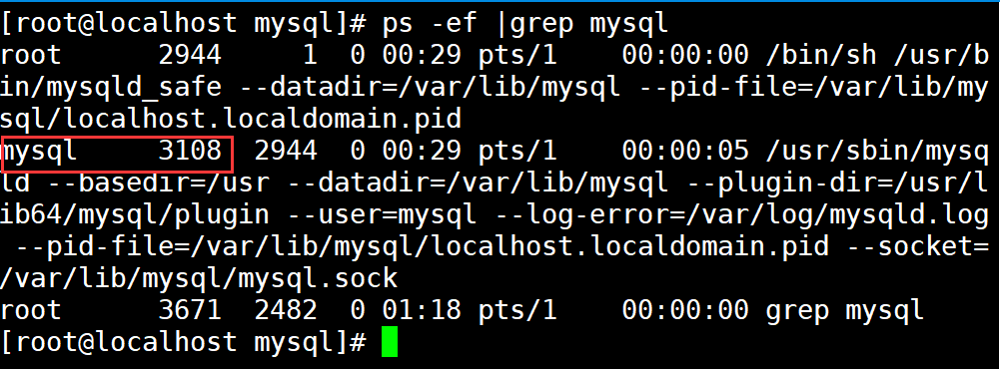 [root@localhost mysql]# ps -ef |grep mysql
root      2944     1  0 00:29 pts/1    00:00:00 /bin/sh /usr/b
in/mysqld_safe --datadir=/var/lib/mysql --pid-file=/var/lib/my
sql/localhost.localdomain.pid
mysql     3108  2944  0 00:29 pts/1    00:00:05 /usr/sbin/mysq
ld --basedir=/usr --datadir=/var/lib/mysql --plugin-dir=/usr/l
ib64/mysql/plugin --user=mysql --log-error=/var/log/mysqld.log
 --pid-file=/var/lib/mysql/localhost.localdomain.pid --socket=
/var/lib/mysql/mysql.sock
root      3671  2482  0 01:18 pts/1    00:00:00 grep mysql
[root@localhost mysql]#